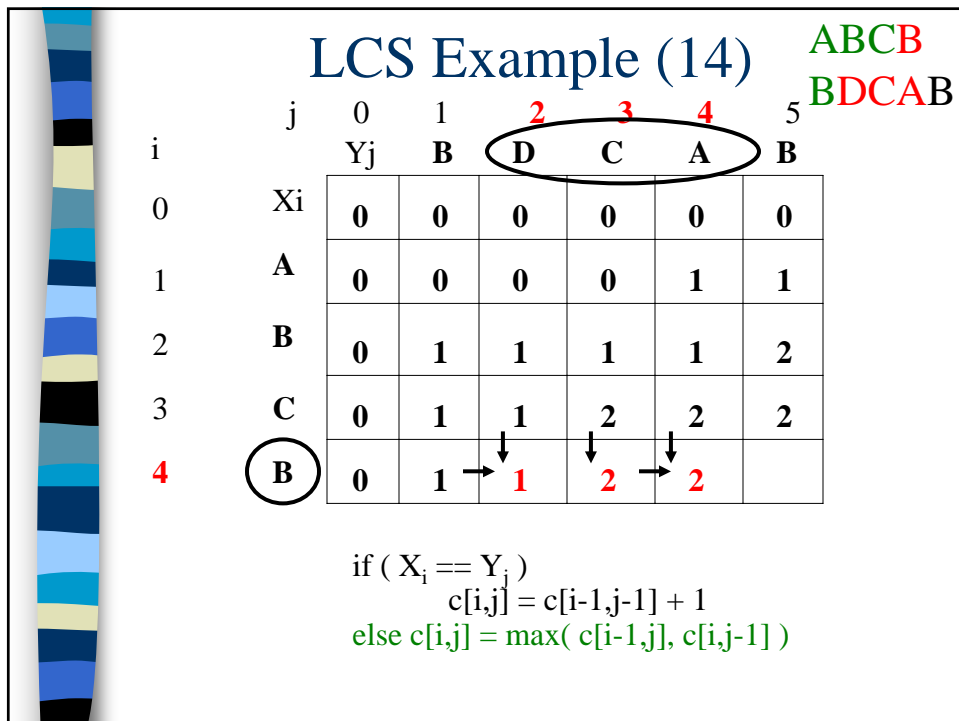 LCS Example (14)
ABCB
BDCAB
j 0 1 2 3 4 5
i Yj B D C A B
0 Xi 0 0 0 0 0 0
1 A 0 0 0 0 1 1
2 B 0 1 1 1 1 2
3 C 0 1 1 2 2 2
4 B 0 1 1 2 2
if ( Xi == Yj )
c[i,j] = c[i-1,j-1] + 1
else c[i,j] = max( c[i-1,j], c[i,j-1] )